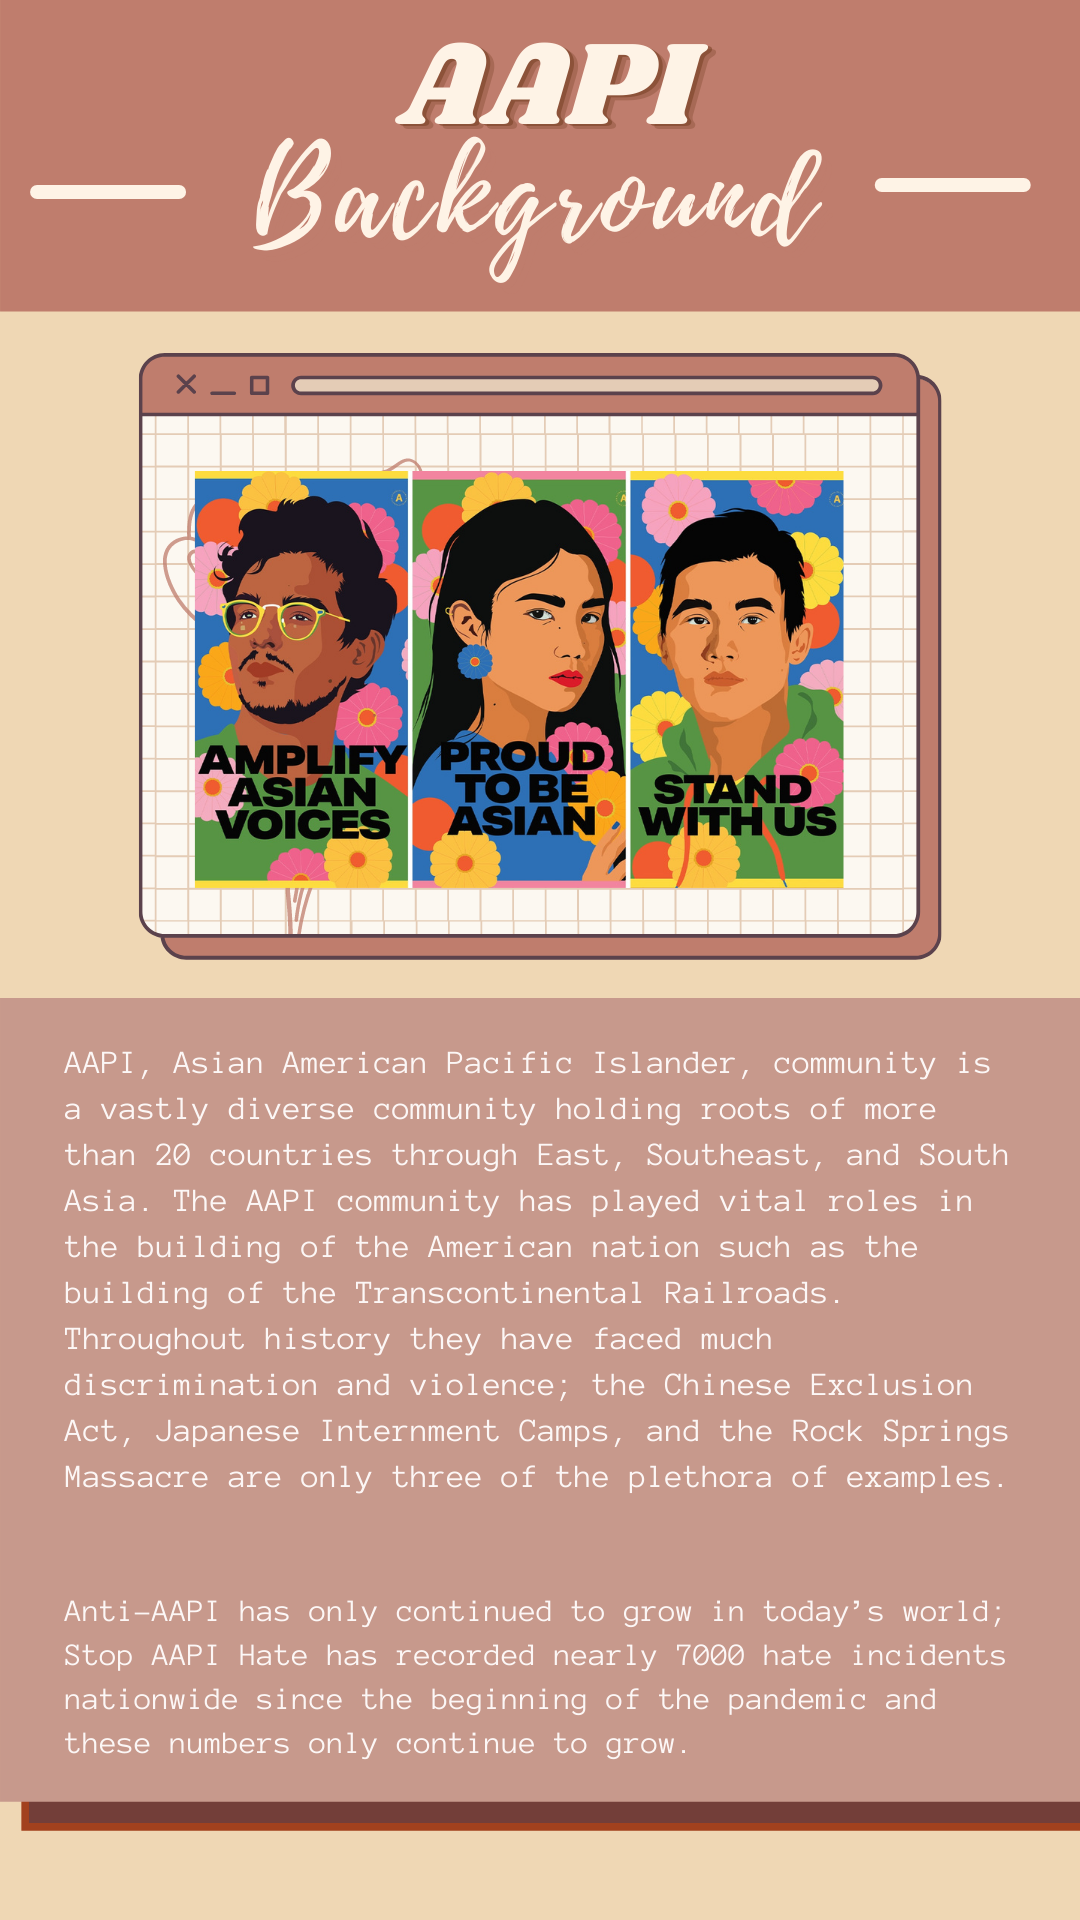 AAPI
Background
A
A
A
AMPLIFY
ASIAN
VOICES
PROUD
TO BE
ASIAN
STAND
WITH US
AAPI, Asian American Pacific Islander, community is
a vastly diverse community holding roots of more
than 20 countries through East, Southeast, and South
Asia. The AAPI community has played vital roles in
the building of the American nation such as the
building of the Transcontinental Railroads.
Throughout history they have faced much
discrimination and violence; the Chinese Exclusion
Act, Japanese Internment Camps, and the Rock Springs
Massacre are only three of the plethora of examples.
Anti-AAPI has only continued to grow in today’s world;
Stop AAPI Hate has recorded nearly 7000 hate incidents
nationwide since the beginning of the pandemic and
these numbers only continue to grow.